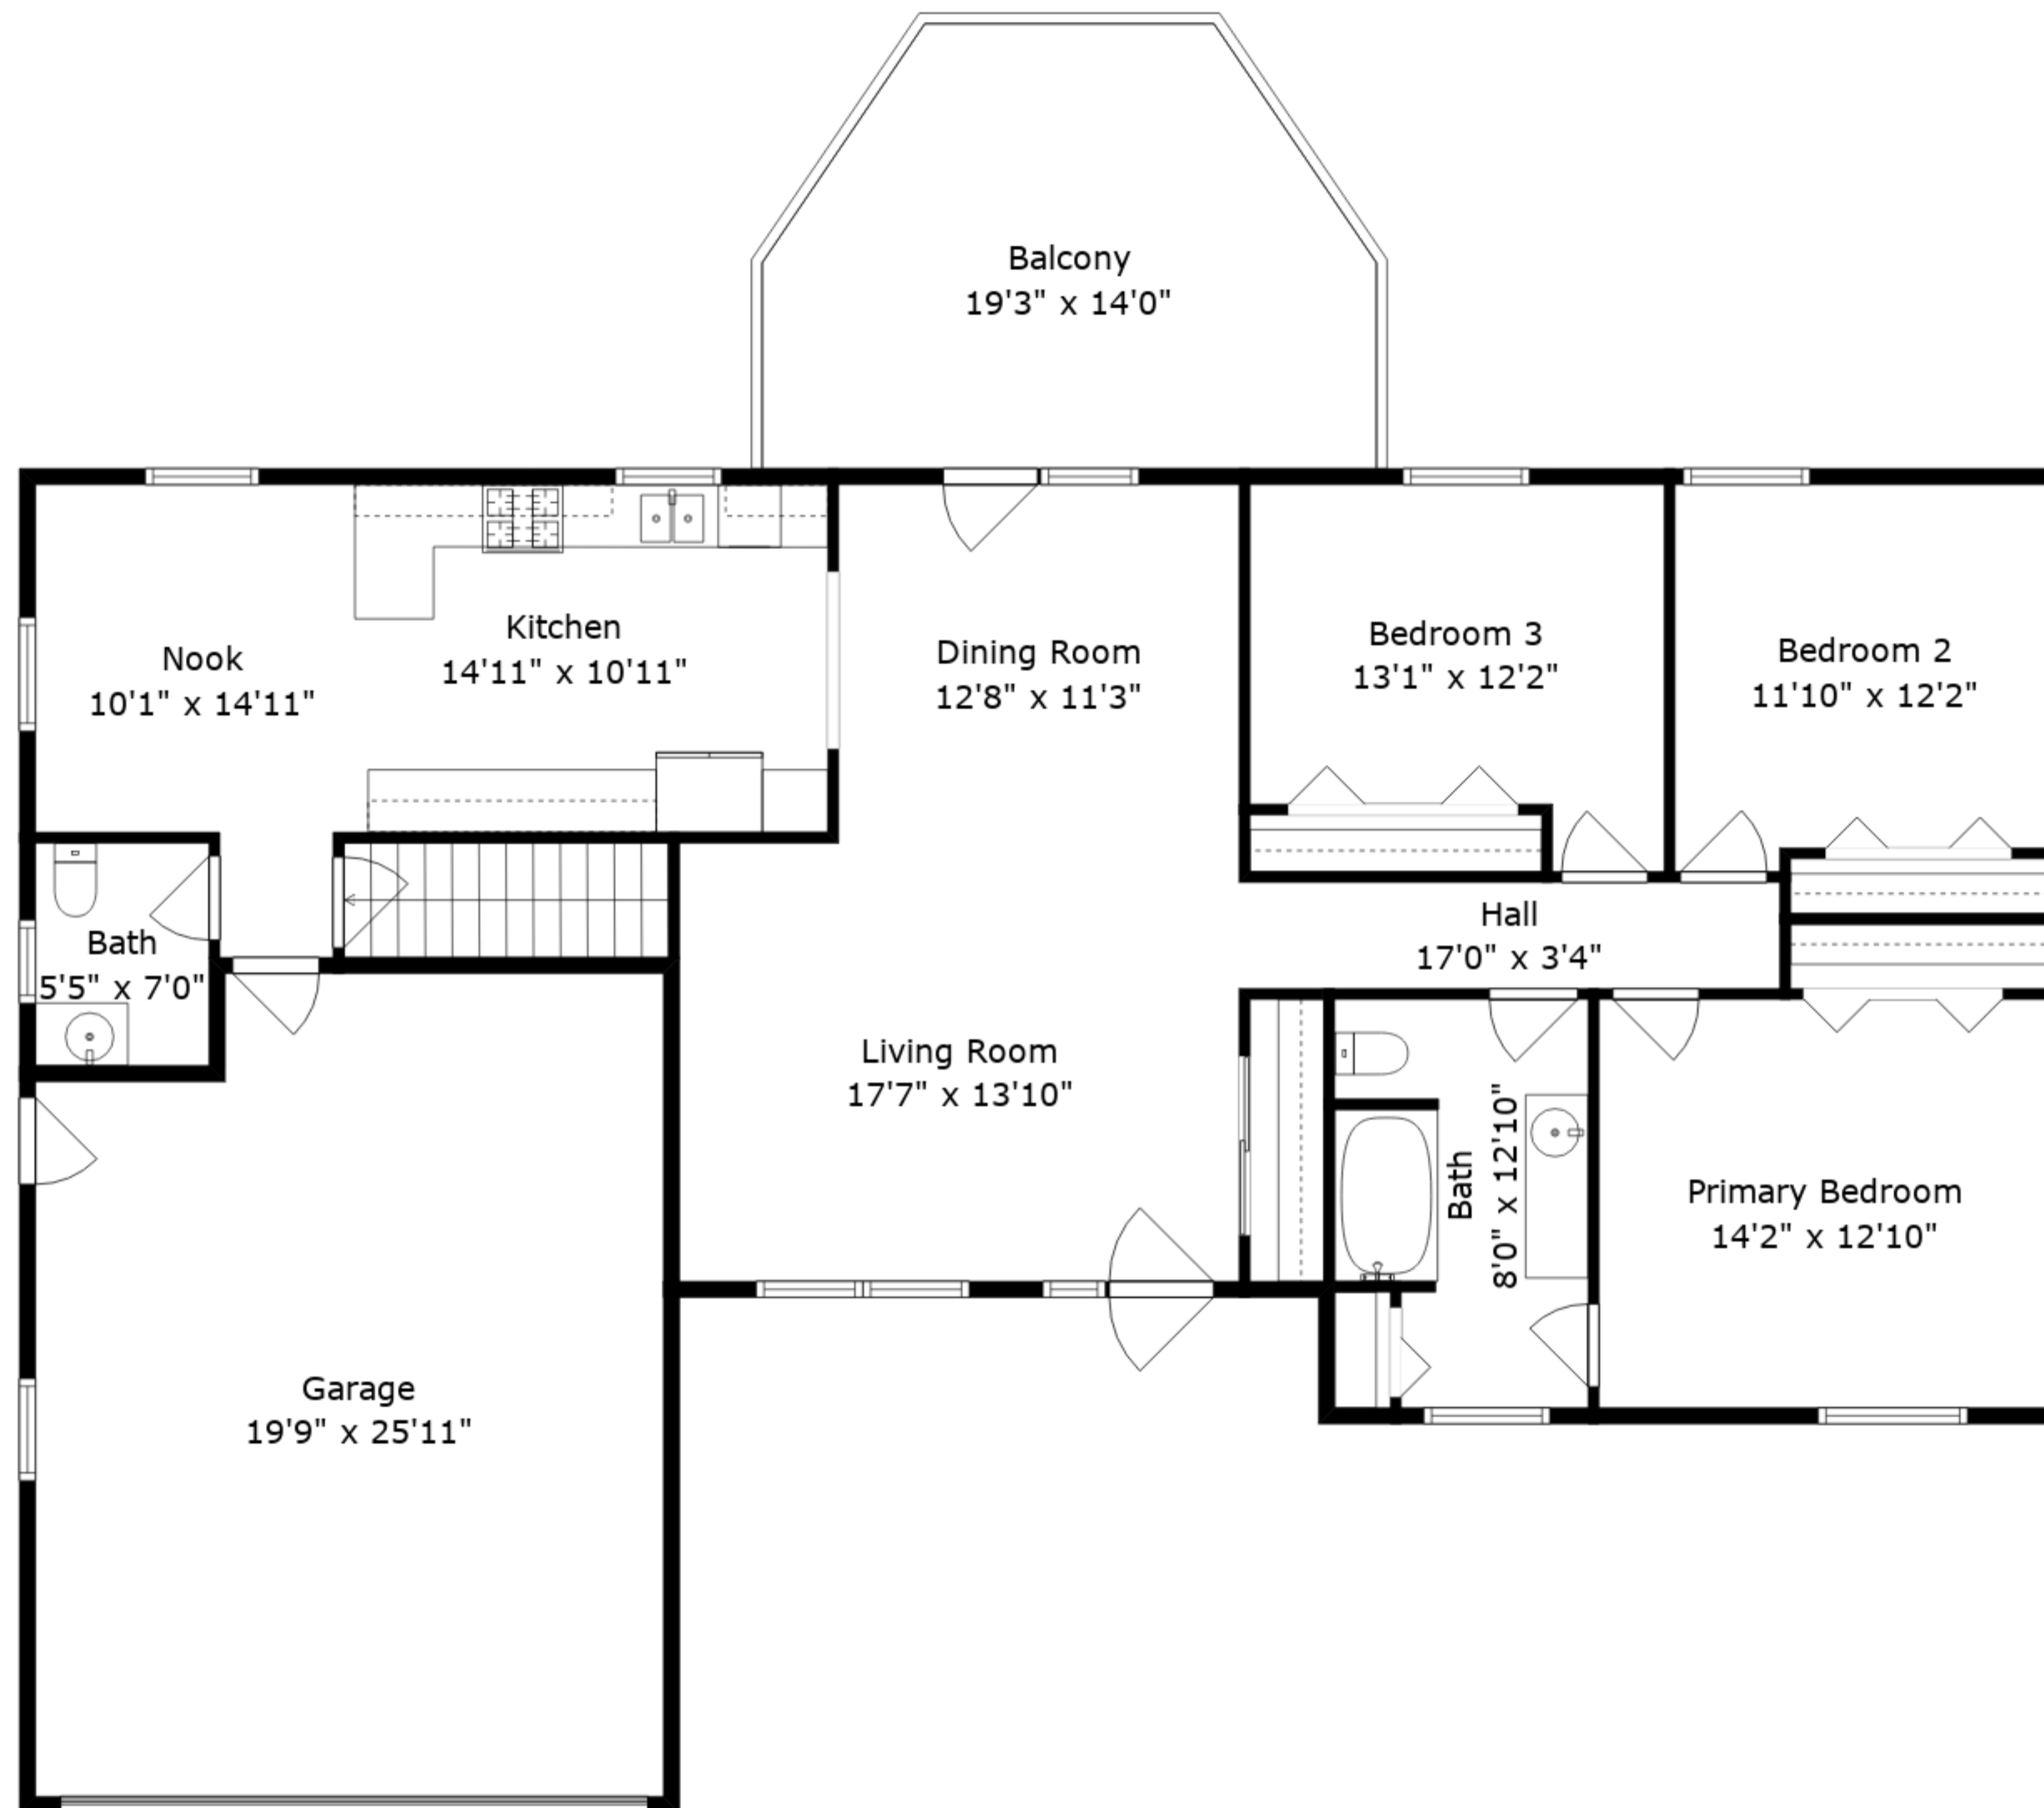 Balcony
19'3" x 14'0"
Nook
10'1" x 14'11"
Kitchen
14'11" x 10'11"
Dining Room
12'8" x 11'3"
Bedroom 3
13'1" x 12'2"
Bedroom 2
11'10" x 12'2"
Bath
5'5" x 7'0"
Hall
17'0" x 3'4"
Living Room
17'7" x 13'10"
Bath
8'0" x 12'10"
Primary Bedroom
14'2" x 12'10"
Garage
19'9" x 25'11"